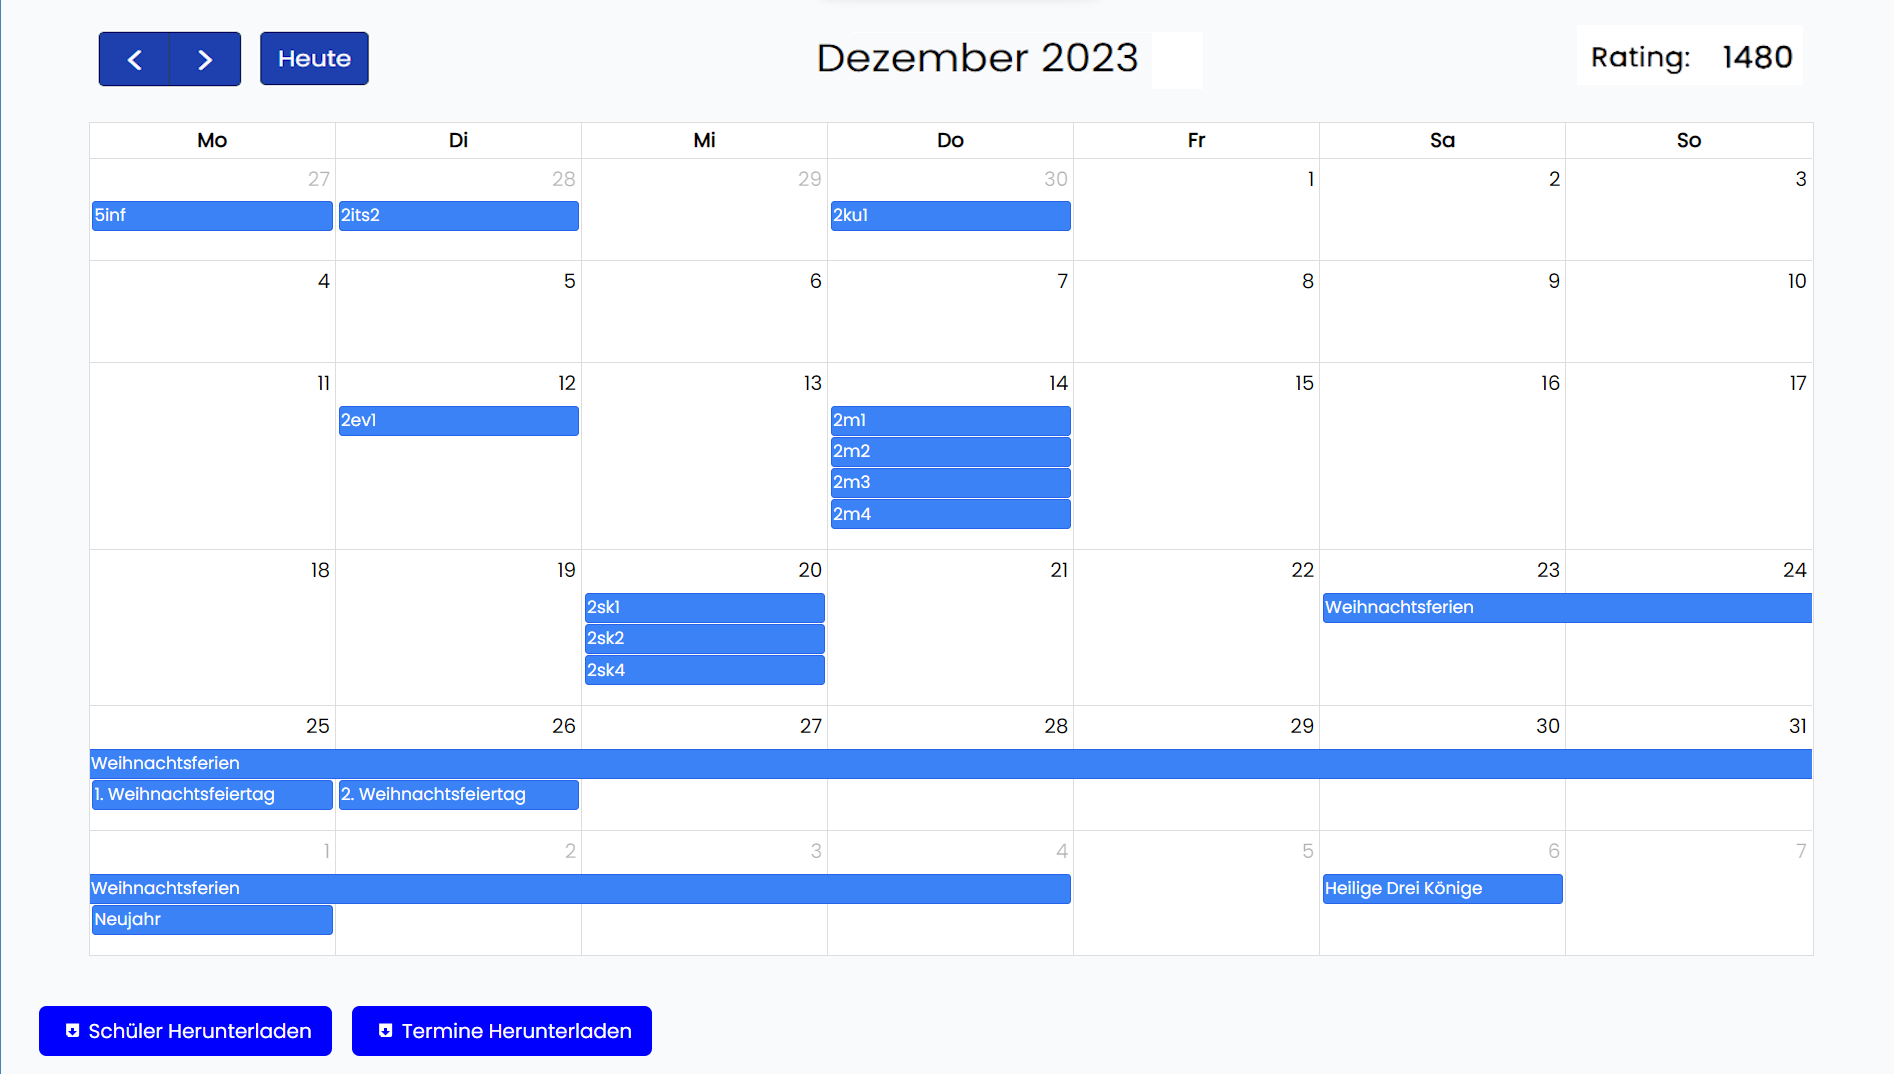 Heute
Dezember 2023
Rating: 1480
Mo Di Mi Do Fr Sa So
27 28 29 30 1 2 3
5inf 2its2 2ku1
4 5 6 7 8 9 10
11 12 13 14 15 16 17
2ev1 2m1
2m2
2m3
2m4
18 19 20 21 22 23 24
2sk1 Weihnachtsferien
2sk2
2sk4
25 26 27 28 29 30 31
Weihnachtsferien
1. Weihnachtsfeiertag 2. Weihnachtsfeiertag
1 2 3 4 5 6 7
Weihnachtsferien Heilige Drei Könige
Neujahr
Schüler Herunterladen Termine Herunterladen